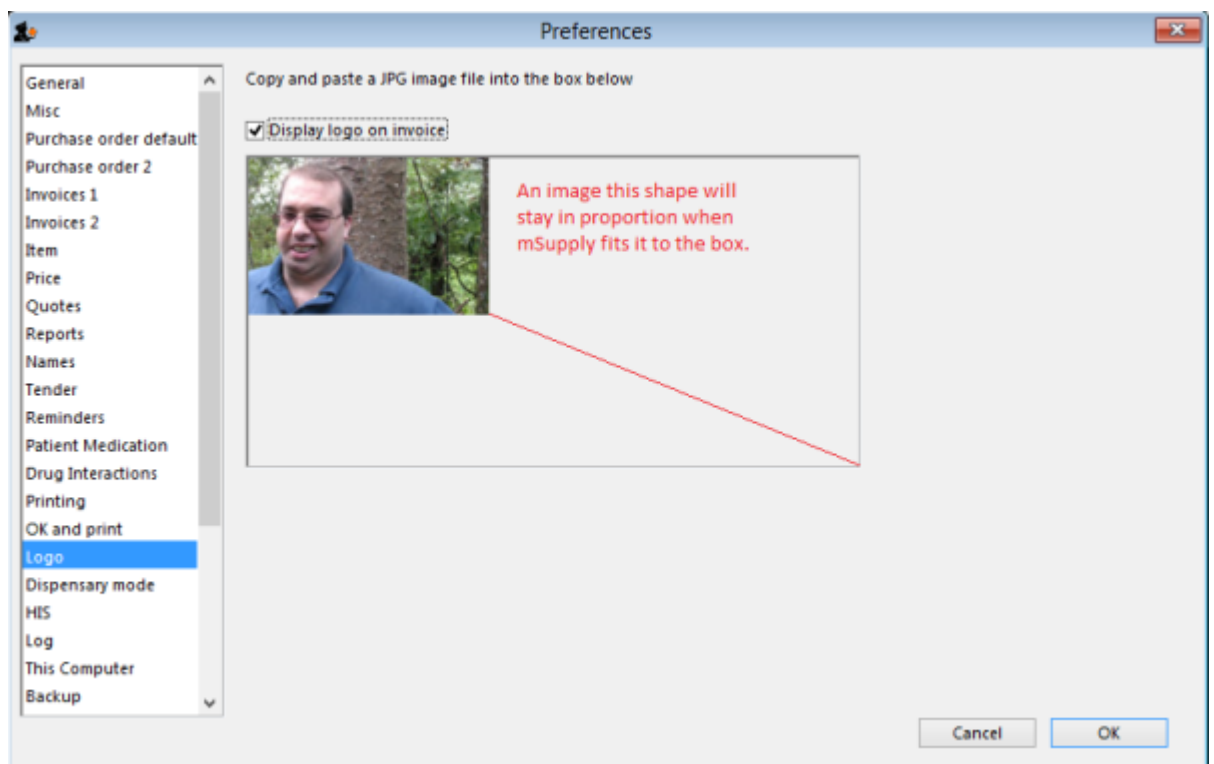 Preferences
General
Misc
Purchase order default
Purchase order 2
Invoices 1
Invoices 2
Item
Price
Quotes
Reports
Names
Tender
Reminders
Patient Medication
Drug Interactions
Printing
OK and print
Logo
Dispensary mode
HIS
Log
This Computer
Backup
Copy and paste a JPG image file into the box below
Display logo on invoice
An image this shape will
stay in proportion when
mSupply fits it to the box.
Cancel
OK